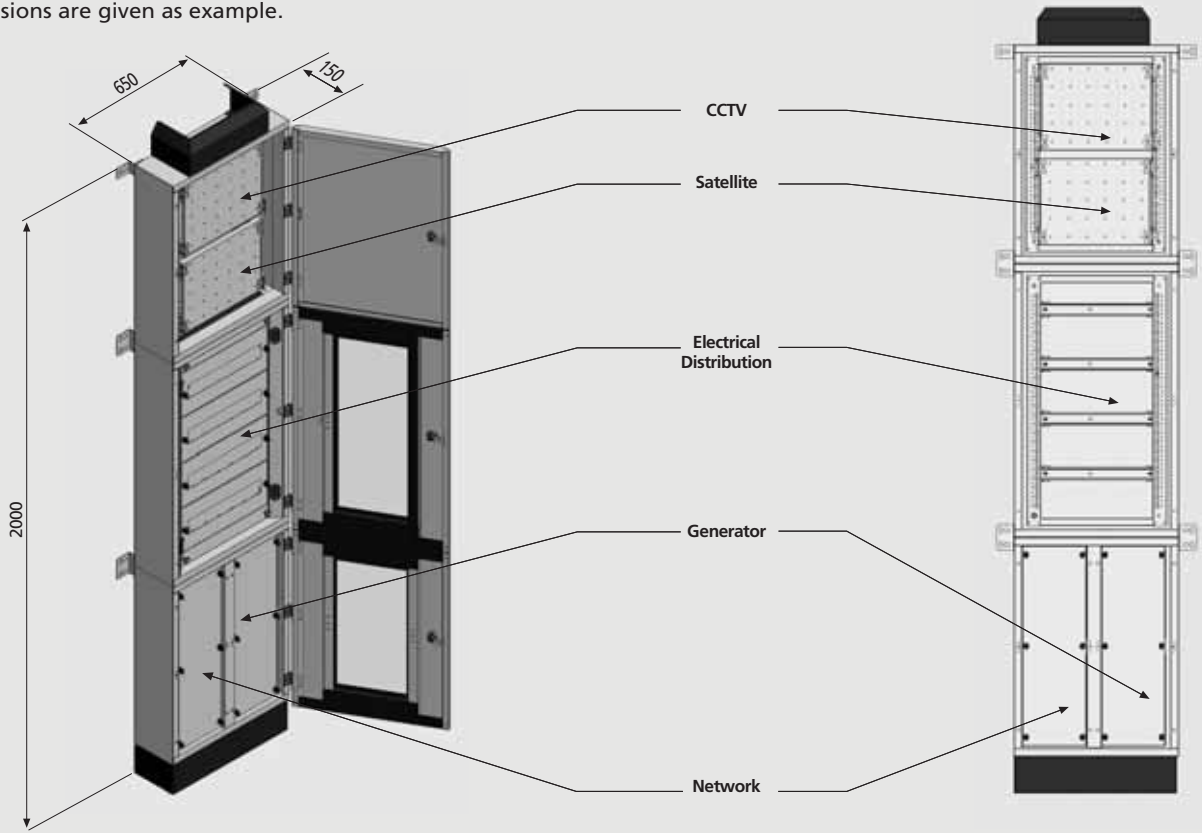 sions are given as example.
650
150
CCTV
Satellite
Electrical
Distribution
2000
Generator
Network